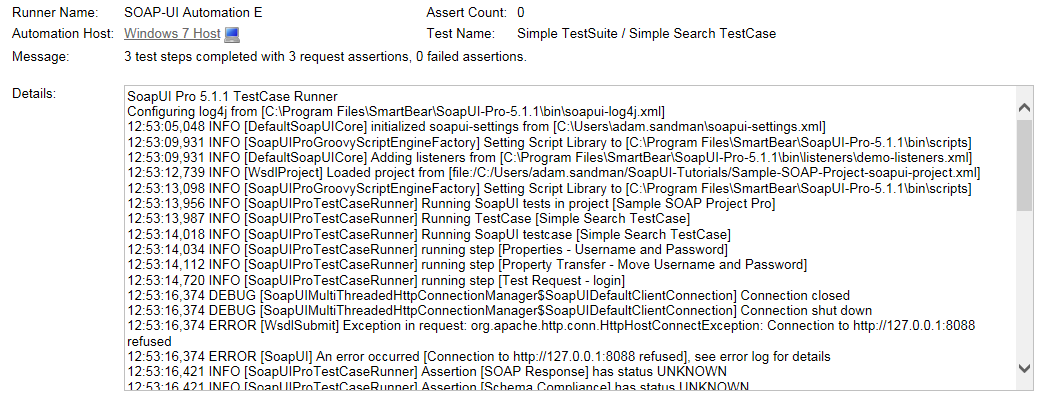 Runner Name: SOAP-UI Automation E Assert Count: 0
Automation Host: Windows 7 Host Test Name: Simple TestSuite / Simple Search TestCase
Message: 3 test steps completed with 3 request assertions, 0 failed assertions.
Details:
SoapUI Pro 5.1.1 TestCase Runner
Configuring log4j from [C:\Program Files\SmartBear\SoapUI-Pro-5.1.1\bin\soapui-log4j.xml]
12:53:05,048 INFO [DefaultSoapUICore] initialized soapui-settings from [C:\Users\adam.sandman\soapui-settings.xml]
12:53:09,931 INFO [SoapUIProGroovyScriptEngineFactory] Setting Script Library to [C:\Program Files\SmartBear\SoapUI-Pro-5.1.1\bin\scripts]
12:53:09,931 INFO [DefaultSoapUICore] Adding listeners from [C:\Program Files\SmartBear\SoapUI-Pro-5.1.1\bin\listeners\demo-listeners.xml]
12:53:12,739 INFO [WsdlProject] Loaded project from [file:/C:/Users/adam.sandman/SoapUI-Tutorials/Sample-SOAP-Project-soapui-project.xml]
12:53:13,098 INFO [SoapUIProGroovyScriptEngineFactory] Setting Script Library to [C:\Program Files\SmartBear\SoapUI-Pro-5.1.1\bin\scripts]
12:53:13,956 INFO [SoapUIProTestCaseRunner] Running SoapUI tests in project [Sample SOAP Project Pro]
12:53:13,987 INFO [SoapUIProTestCaseRunner] Running TestCase [Simple Search TestCase]
12:53:14,018 INFO [SoapUIProTestCaseRunner] Running SoapUI testcase [Simple Search TestCase]
12:53:14,034 INFO [SoapUIProTestCaseRunner] running step [Properties - Username and Password]
12:53:14,112 INFO [SoapUIProTestCaseRunner] running step [Property Transfer - Move Username and Password]
12:53:14,720 INFO [SoapUIProTestCaseRunner] running step [Test Request - login]
12:53:16,374 DEBUG [SoapUIMultiThreadedHttpConnectionManager$SoapUIDefaultClientConnection] Connection closed
12:53:16,374 DEBUG [SoapUIMultiThreadedHttpConnectionManager$SoapUIDefaultClientConnection] Connection shut down
12:53:16,374 ERROR [WsdlSubmit] Exception in request: org.apache.http.conn.HttpHostConnectException: Connection to http://127.0.0.1:8088
refused
12:53:16,374 ERROR [SoapUI] An error occurred [Connection to http://127.0.0.1:8088 refused], see error log for details
12:53:16,421 INFO [SoapUIProTestCaseRunner] Assertion [SOAP Response] has status UNKNOWN
12:53:16,421 INFO [SoapUIProTestCaseRunner] Assertion [Schema Compliance] has status UNKNOWN